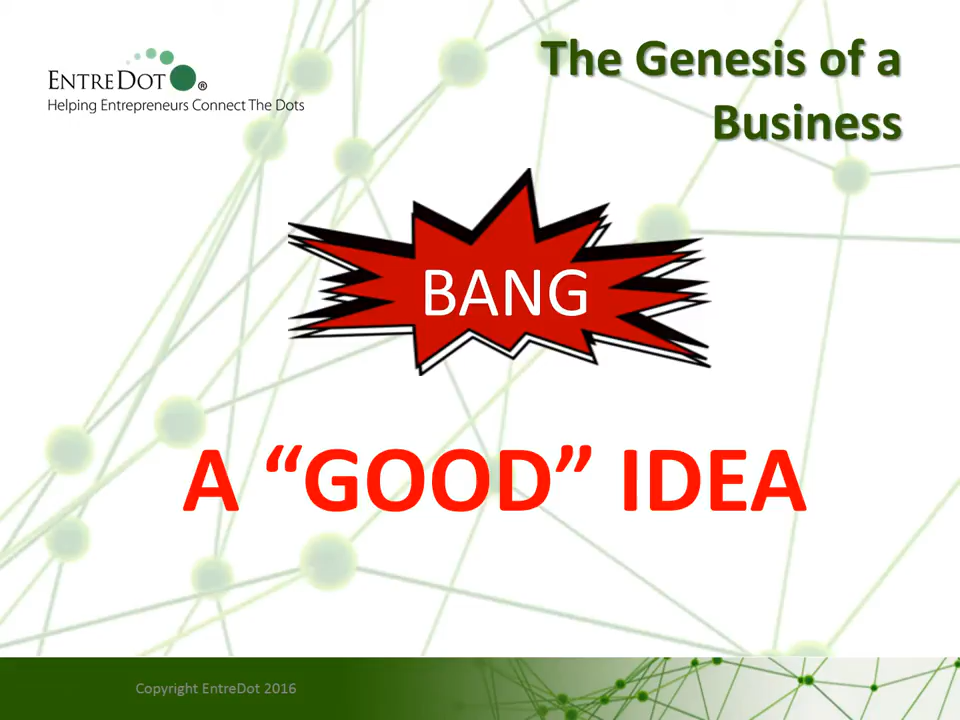 The Genesis of a
Business
ENTREDOT®
Helping Entrepreneurs Connect The Dots
BANG
A “GOOD” IDEA
Copyright EntreDot 2016